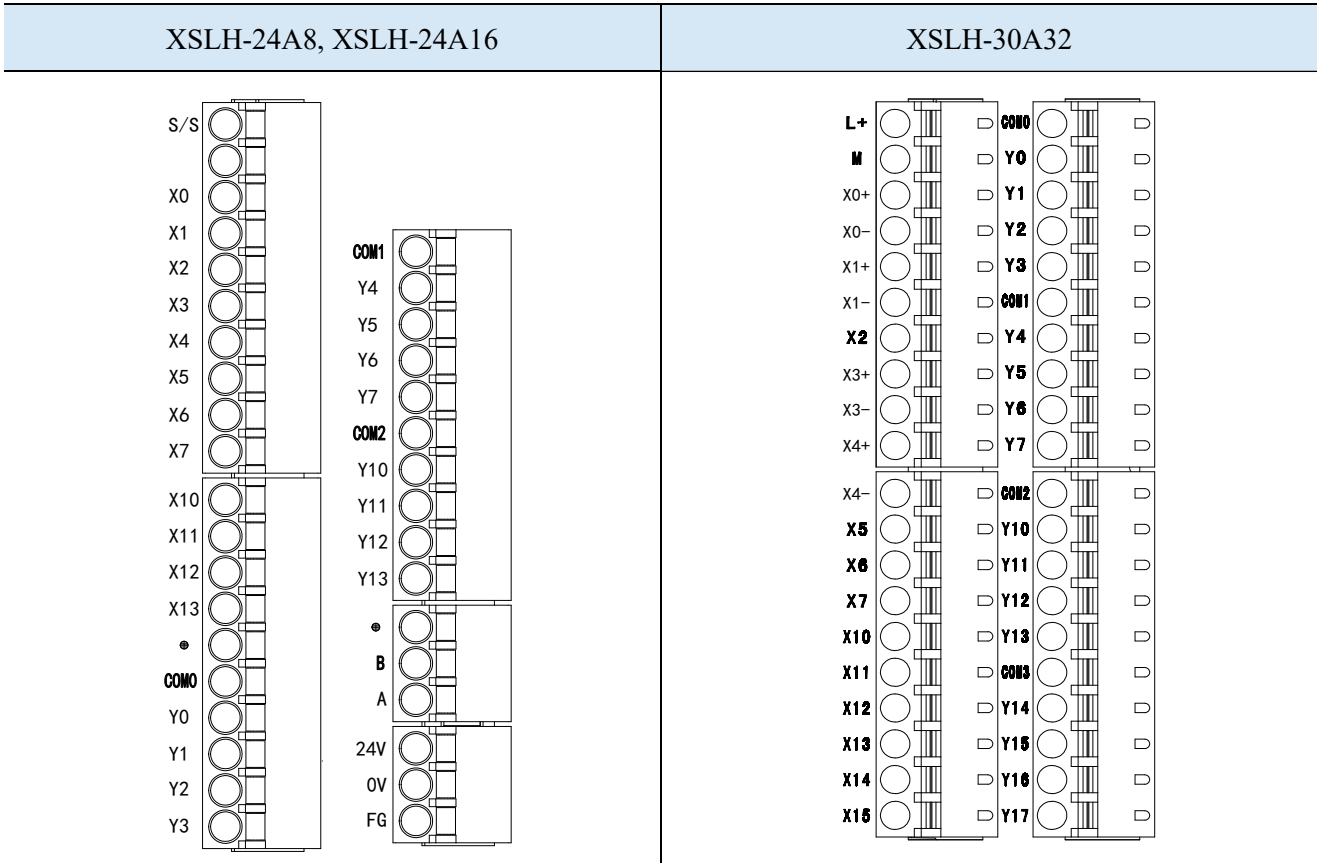 XSLH-24A8, XSLH-24A16
XSLH-30A32
S/S
X0
X1
X2
X3
X4
X5
X6
X7
X10
X11
X12
X13
COM0
Y0
Y1
Y2
Y3
COM1
Y4
Y5
Y6
Y7
COM2
Y10
Y11
Y12
Y13
B
A
24V
0V
FG
L+
M
X0+
X0-
X1+
X1-
X2
X3+
X3-
X4+
X4-
X5
X6
X7
X10
X11
X12
X13
X14
X15
COM0
Y0
Y1
Y2
Y3
COM1
Y4
Y5
Y6
Y7
COM2
Y10
Y11
Y12
Y13
COM3
Y14
Y15
Y16
Y17